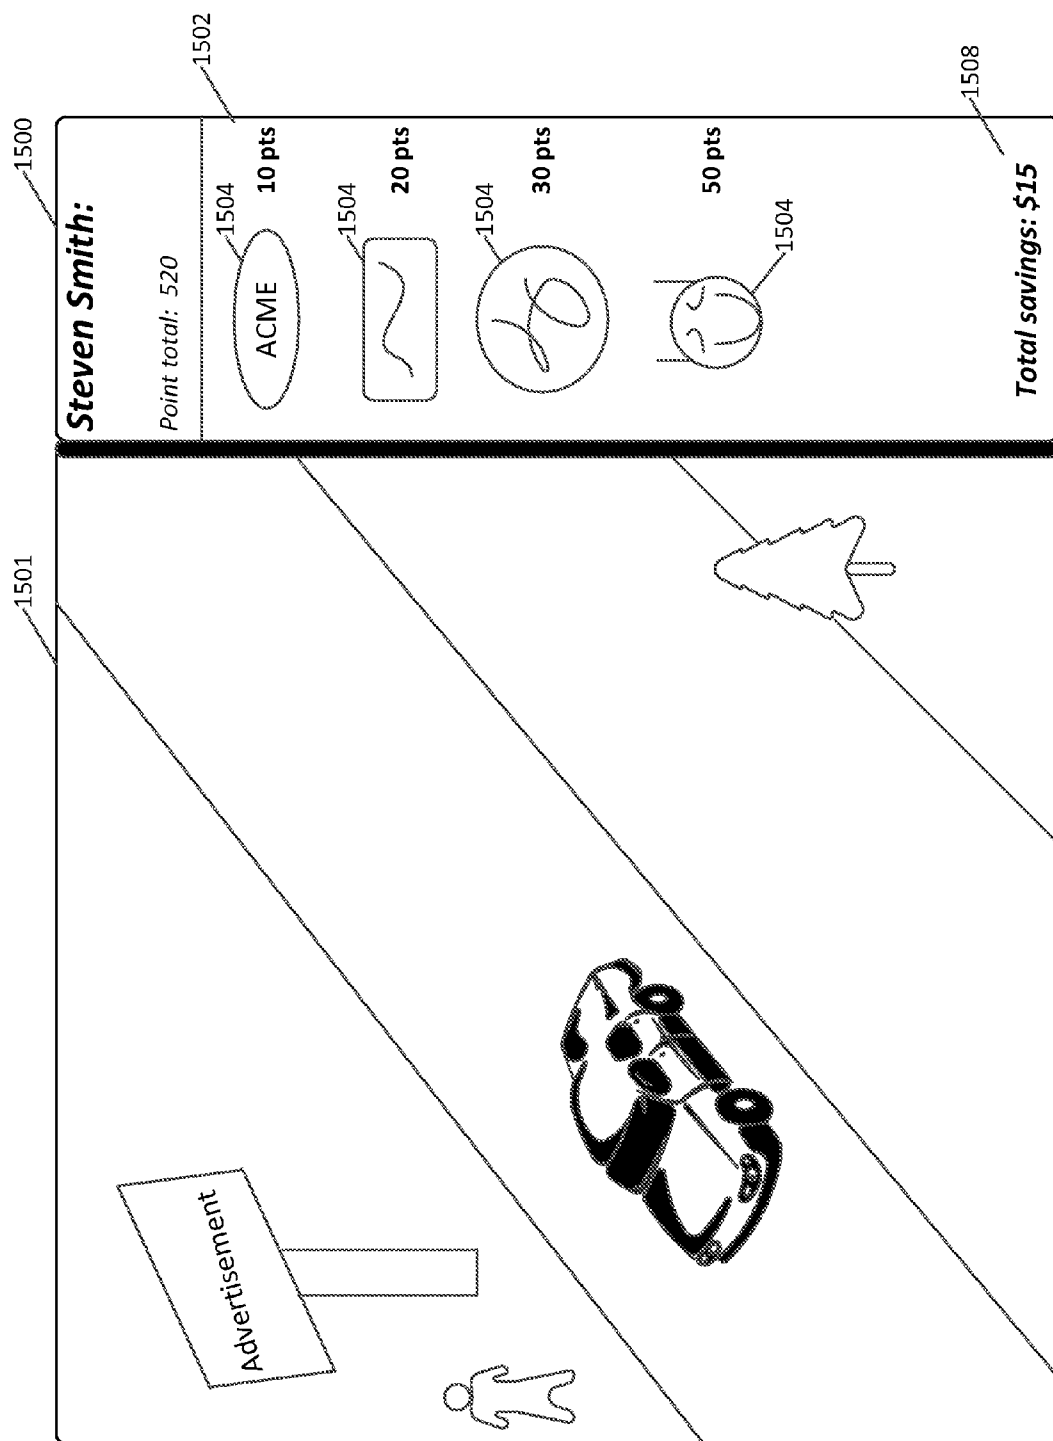 1501
Advertisement
1500
Steven Smith:
Point total: 520
1502
1504
ACME
10 pts
1504
20 pts
1504
30 pts
50 pts
1504
1508
Total savings: $15